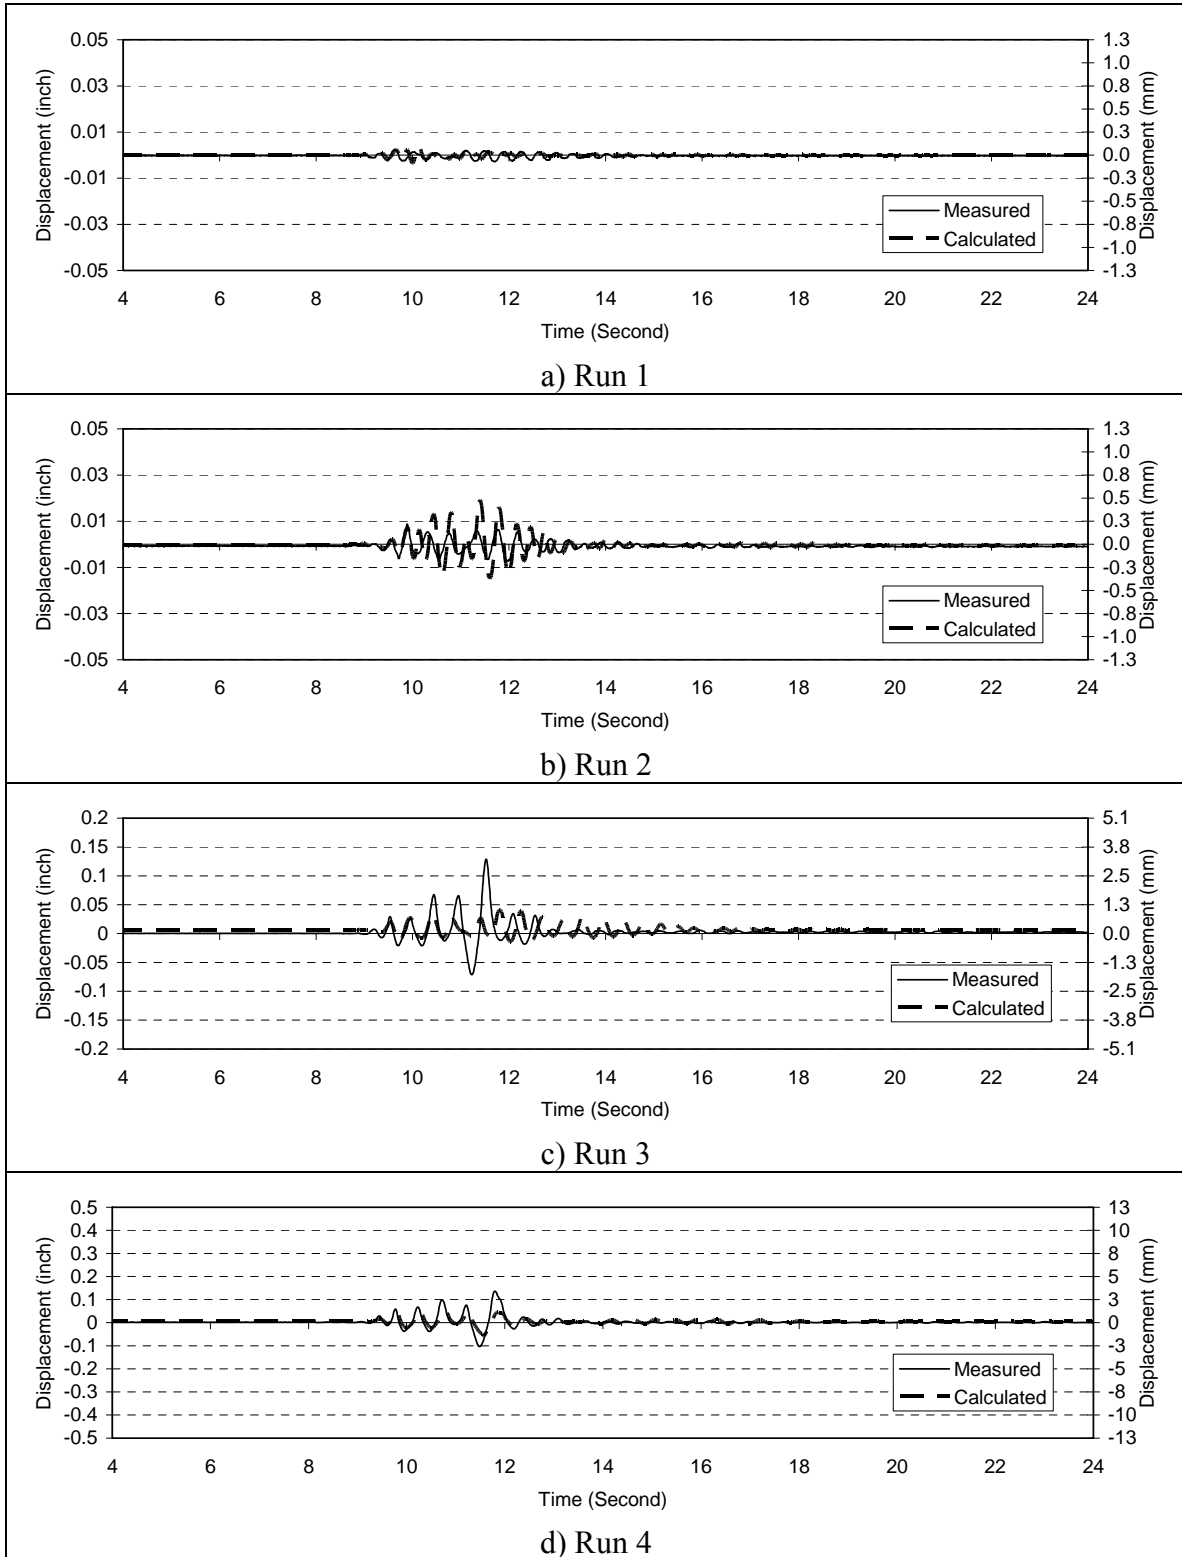 0.05
0.03
0.01
-0.01
-0.03
-0.05
Displacement (inch)
1.3
1.0
0.8
0.5
0.3
0.0
-0.3
-0.5
-0.8
-1.0
-1.3
Displacement (mm)
Measured
Calculated
4 6 8 10 12 14 16 18 20 22 24
Time (Second)
a) Run 1
0.05
0.03
0.01
-0.01
-0.03
-0.05
Displacement (inch)
1.3
1.0
0.8
0.5
0.3
0.0
-0.3
-0.5
-0.8
-1.0
-1.3
Displacement (mm)
Measured
Calculated
4 6 8 10 12 14 16 18 20 22 24
Time (Second)
b) Run 2
0.2
0.15
0.1
0.05
0
-0.05
-0.1
-0.15
-0.2
Displacement (inch)
5.1
3.8
2.5
1.3
0.0
-1.3
-2.5
-3.8
-5.1
Displacement (mm)
Measured
Calculated
4 6 8 10 12 14 16 18 20 22 24
Time (Second)
c) Run 3
0.5
0.4
0.3
0.2
0.1
0
-0.1
-0.2
-0.3
-0.4
-0.5
Displacement (inch)
13
10
8
5
3
0
-3
-5
-8
-10
-13
Displacement (mm)
Measured
Calculated
4 6 8 10 12 14 16 18 20 22 24
Time (Second)
d) Run 4